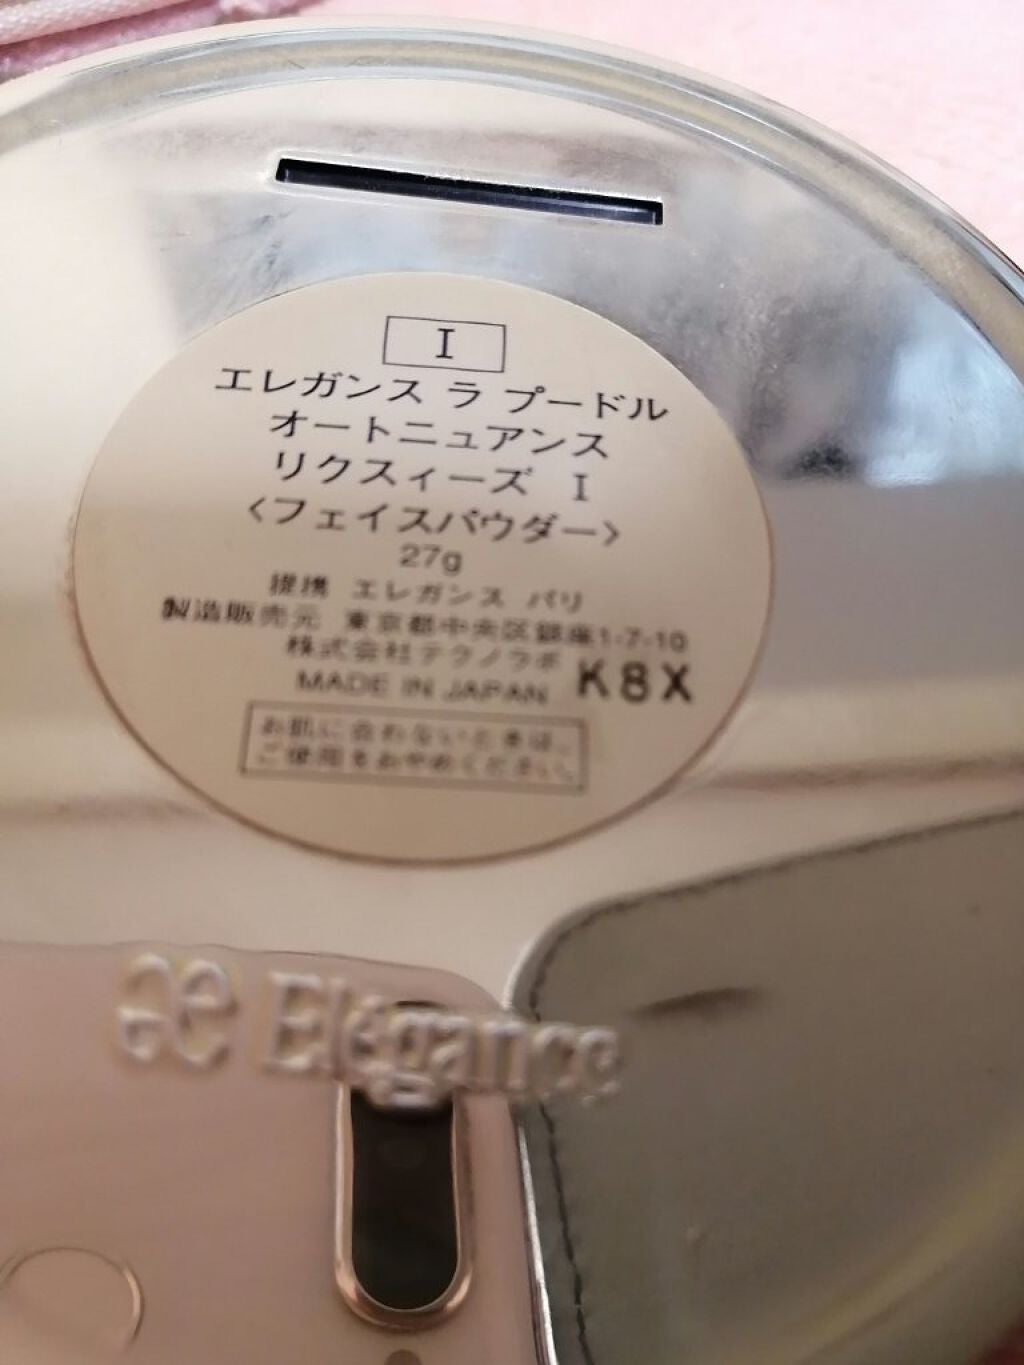 I
エレガンス ラ プードル
オートニュアンス
リクスィーズ I
〈フェイスパウダー〉
27g
提携 エレガンス パリ
製造販売元 東京都中央区銀座1-7-10
株式会社テクノラボ
MADE IN JAPAN K8X
お肌に合わないときは、
ご使用をおやめください。
Elégance